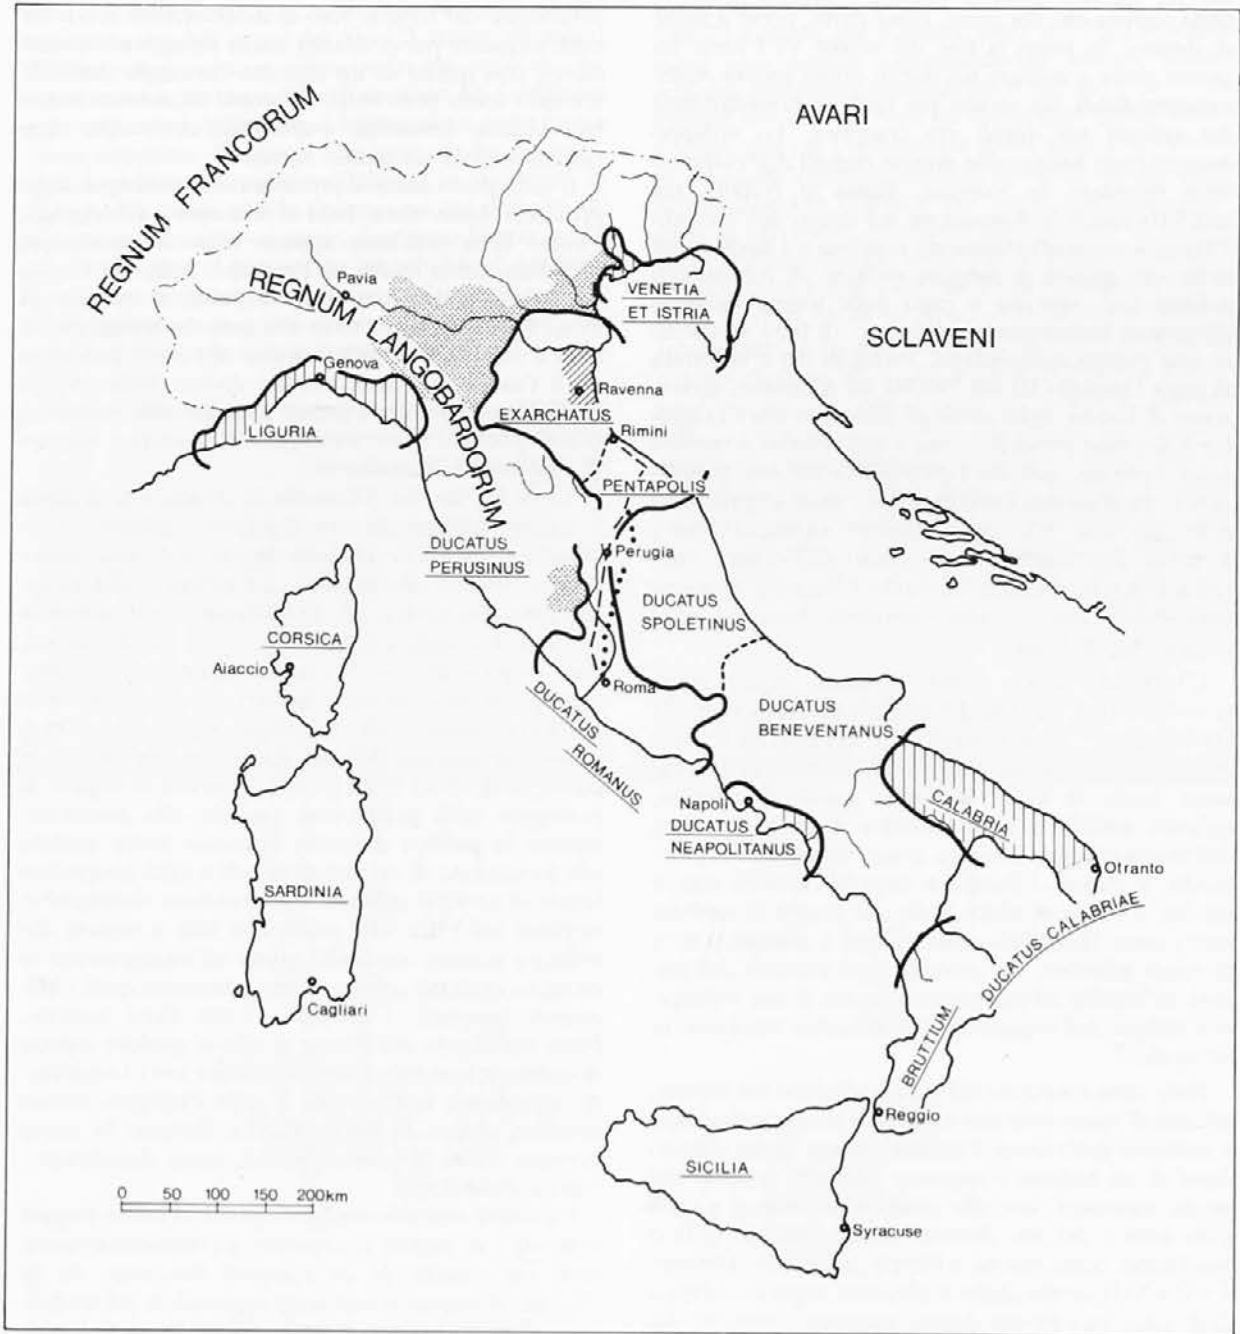 REGNUM FRANCORUM
AVARI
SCLAVENI
Pavia
REGNUM
LANGOBARDORUM
VENETIA
ET ISTRIA
Genova
LIGURIA
Ravenna
EXARCHATUS
Rimini
PENTAPOLIS
DUCATUS
PERUSINUS
Perugia
DUCATUS
SPOLETINUS
CORSICA
Aiaccio
Roma
DUCATUS
ROMANUS
DUCATUS
BENEVENTANUS
Napoli
DUCATUS
NEAPOLITANUS
CALABRIA
Otranto
DUCATUS CALABRIAE
BRUTTIUM
SARDINIA
Cagliari
Reggio
SICILIA
Syracuse
0 50 100 150 200km